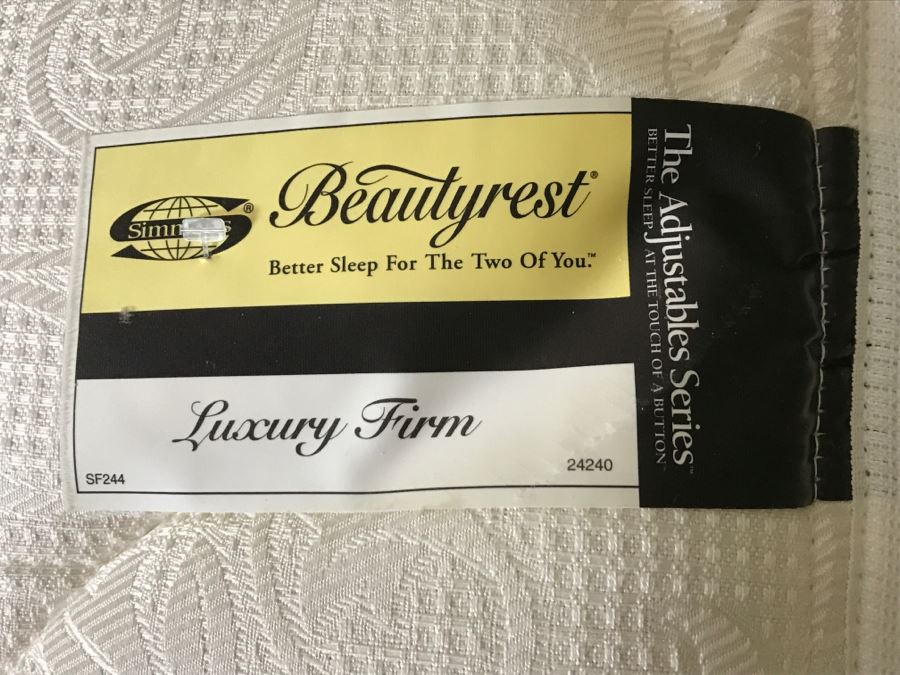 Beautyrest®
Better Sleep For The Two Of You.™
Luxury Firm
SF244
24240
The Adjustables Series™
BETTER SLEEP AT THE TOUCH OF A BUTTON™